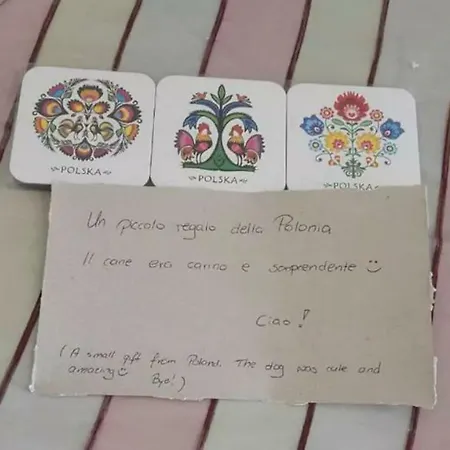 POLSKA
POLSKA
POLSKA
Un piccolo regalo della Polonia
Il cane era carino e sorprendente
Ciao!
(A small gift from Poland. The dog was cute and
amazing
Bye!)